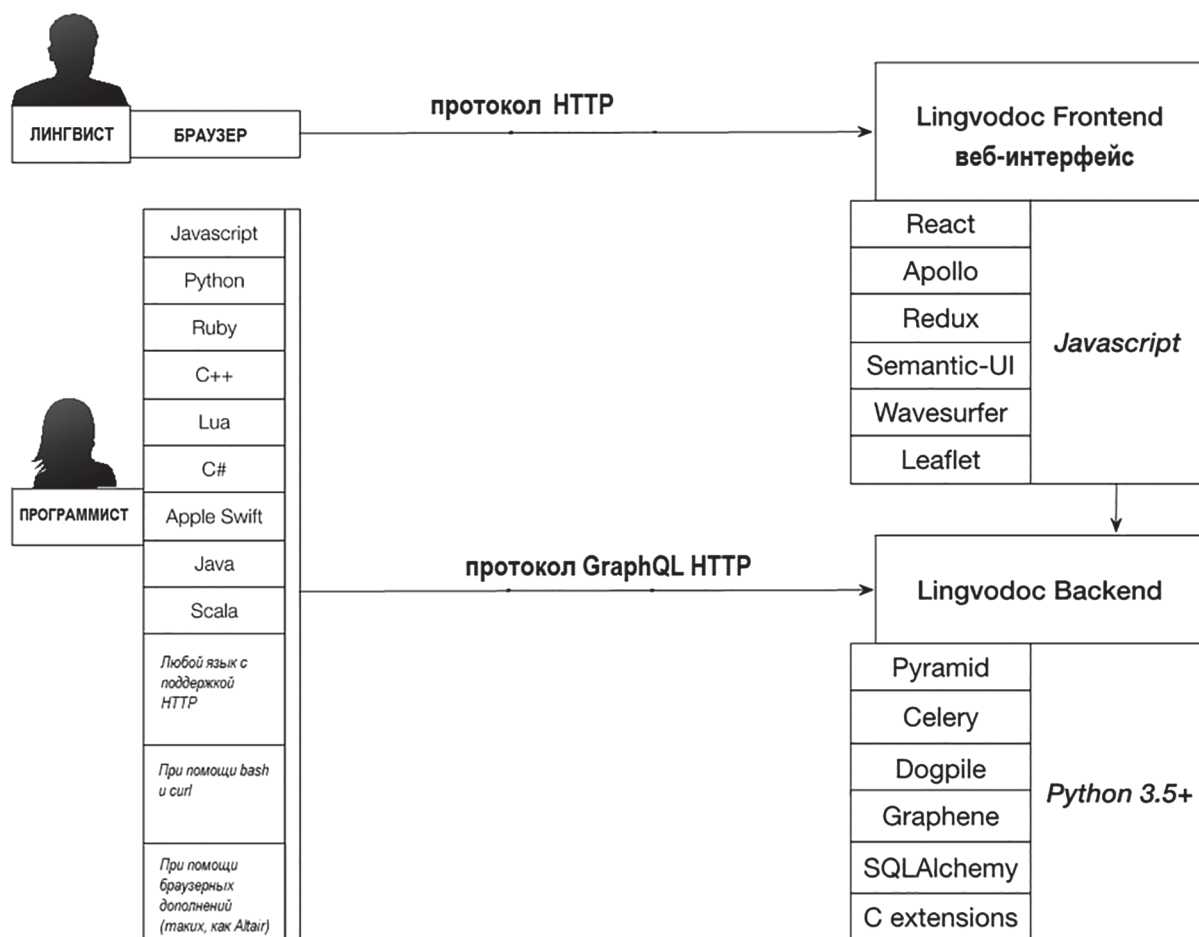 протокол HTTP
ЛИНГВИСТ
БРАУЗЕР
Lingvodoc Frontend
веб-интерфейс
React
Apollo
Redux
Semantic-UI
Wavesurfer
Leaflet
Javascript
Javascript
Python
Ruby
C++
Lua
C#
Apple Swift
Java
Scala
Любой язык с
поддержкой
HTTP
При помощи bash
и curl
При помощи
браузерных
дополнений
(таких, как Altair)
ПРОГРАММИСТ
протокол GraphQL HTTP
Lingvodoc Backend
Pyramid
Celery
Dogpile
Graphene
SQLAlchemy
C extensions
Python 3.5+